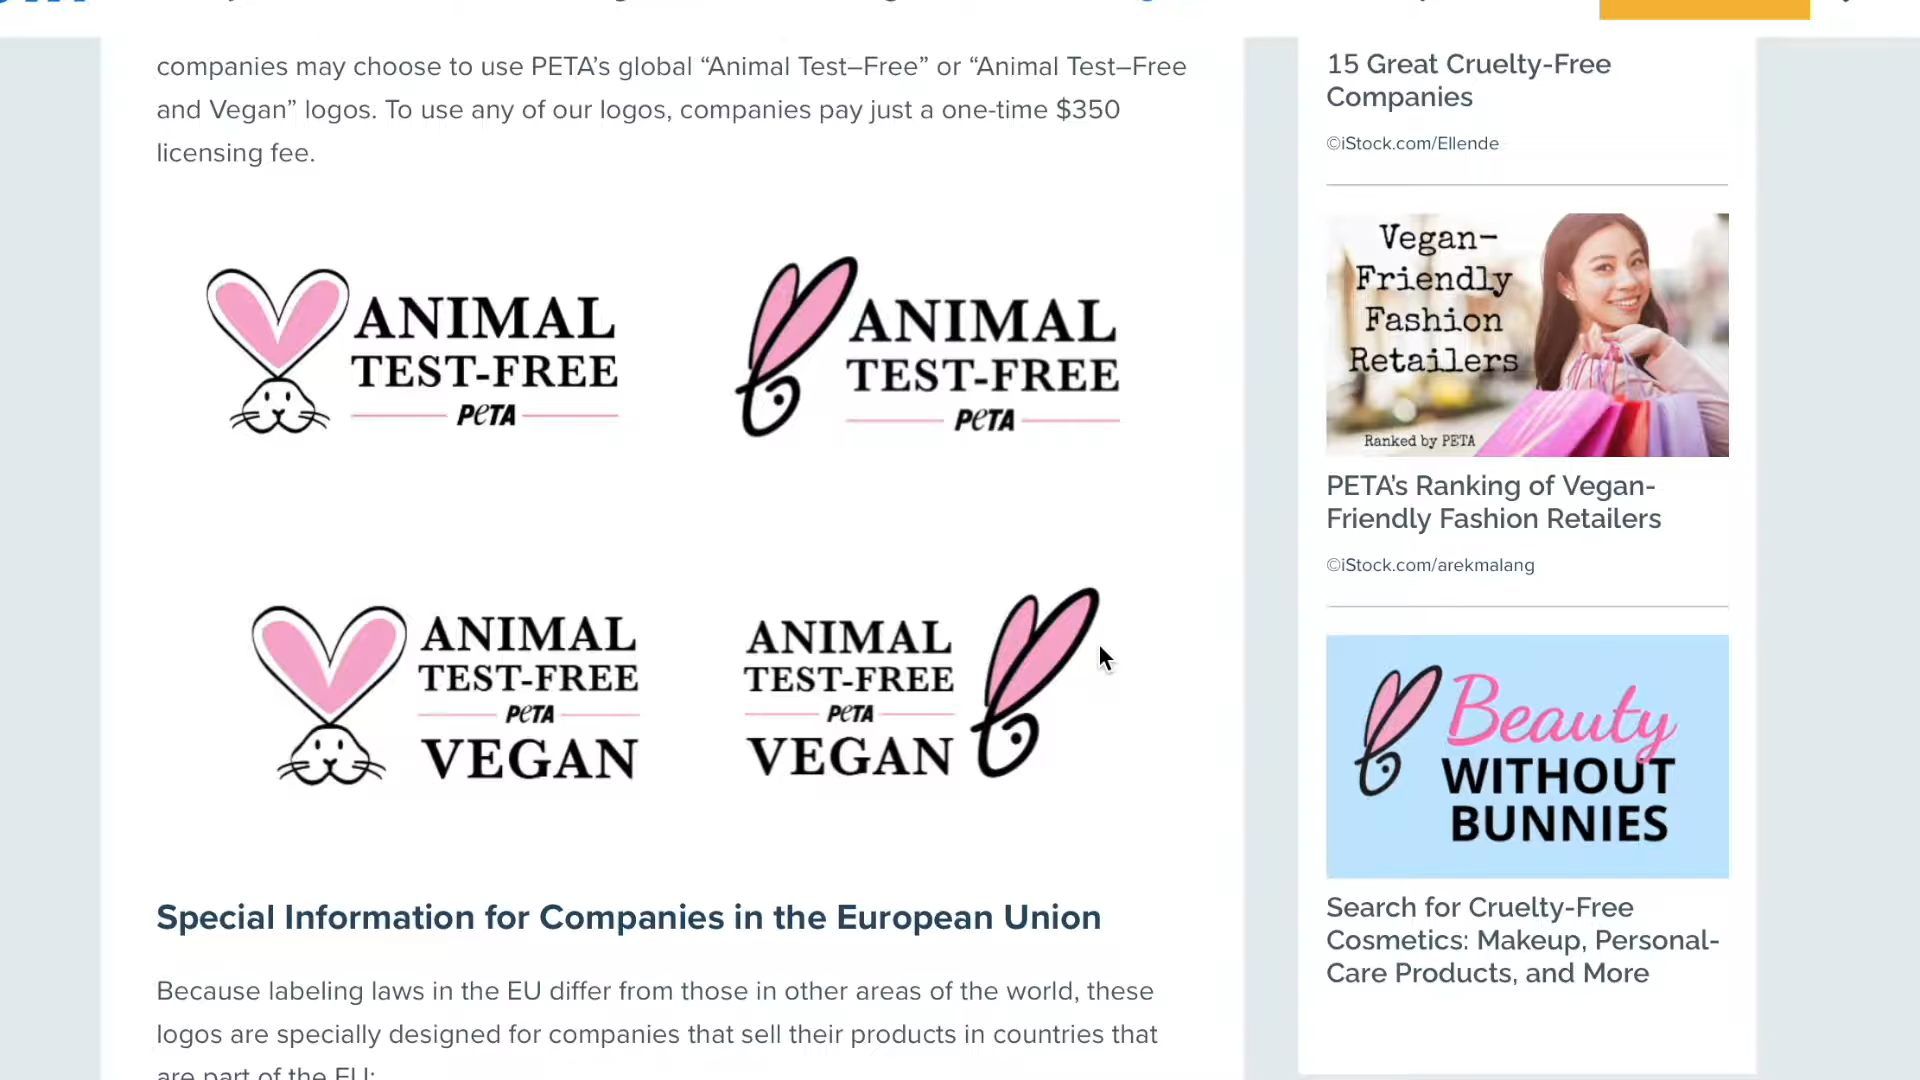 companies may choose to use PETA’s global “Animal Test–Free” or “Animal Test–Free
and Vegan” logos. To use any of our logos, companies pay just a one-time $350
licensing fee.
ANIMAL
TEST-FREE
PeTA
ANIMAL
TEST-FREE
PeTA
ANIMAL
TEST-FREE
PeTA
VEGAN
ANIMAL
TEST-FREE
PeTA
VEGAN
Special Information for Companies in the European Union
Because labeling laws in the EU differ from those in other areas of the world, these
logos are specially designed for companies that sell their products in countries that
are part of the EU:
15 Great Cruelty-Free
Companies
©iStock.com/Ellende
Vegan–
Friendly
Fashion
Retailers
Ranked by PETA
PETA’s Ranking of Vegan-
Friendly Fashion Retailers
©iStock.com/arekmalang
Beauty
WITHOUT
BUNNIES
Search for Cruelty-Free
Cosmetics: Makeup, Personal-
Care Products, and More